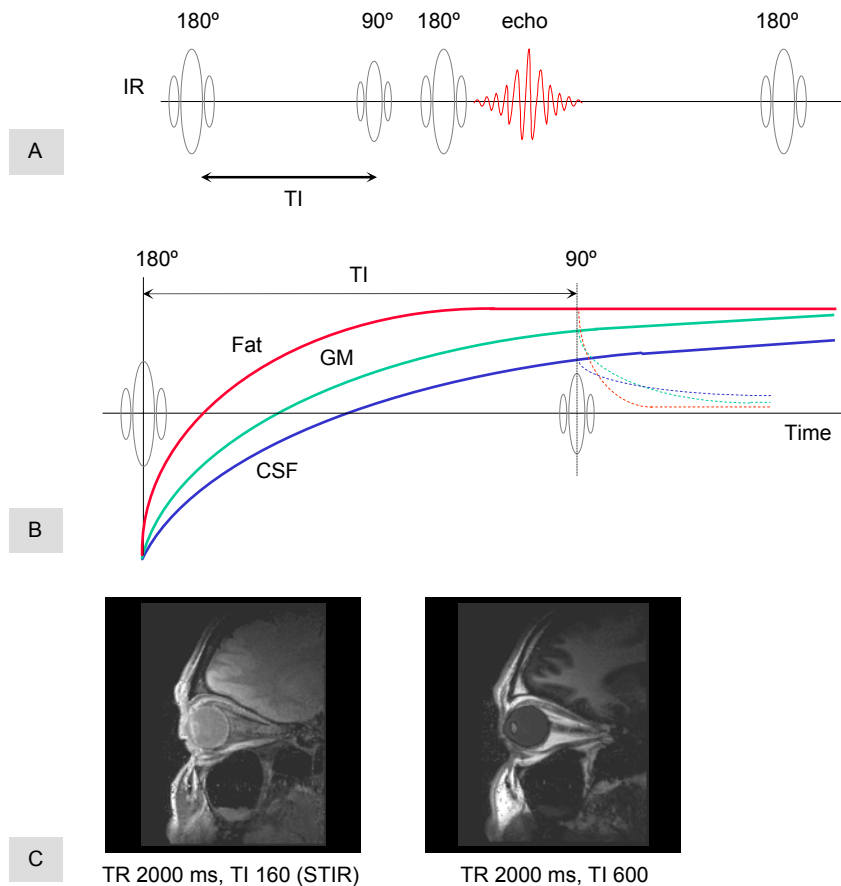 180º 90º 180º echo 180º
IR
A
TI
180º 90º
TI
Fat
GM
Time
CSF
B
C
TR 2000 ms, TI 160 (STIR) TR 2000 ms, TI 600